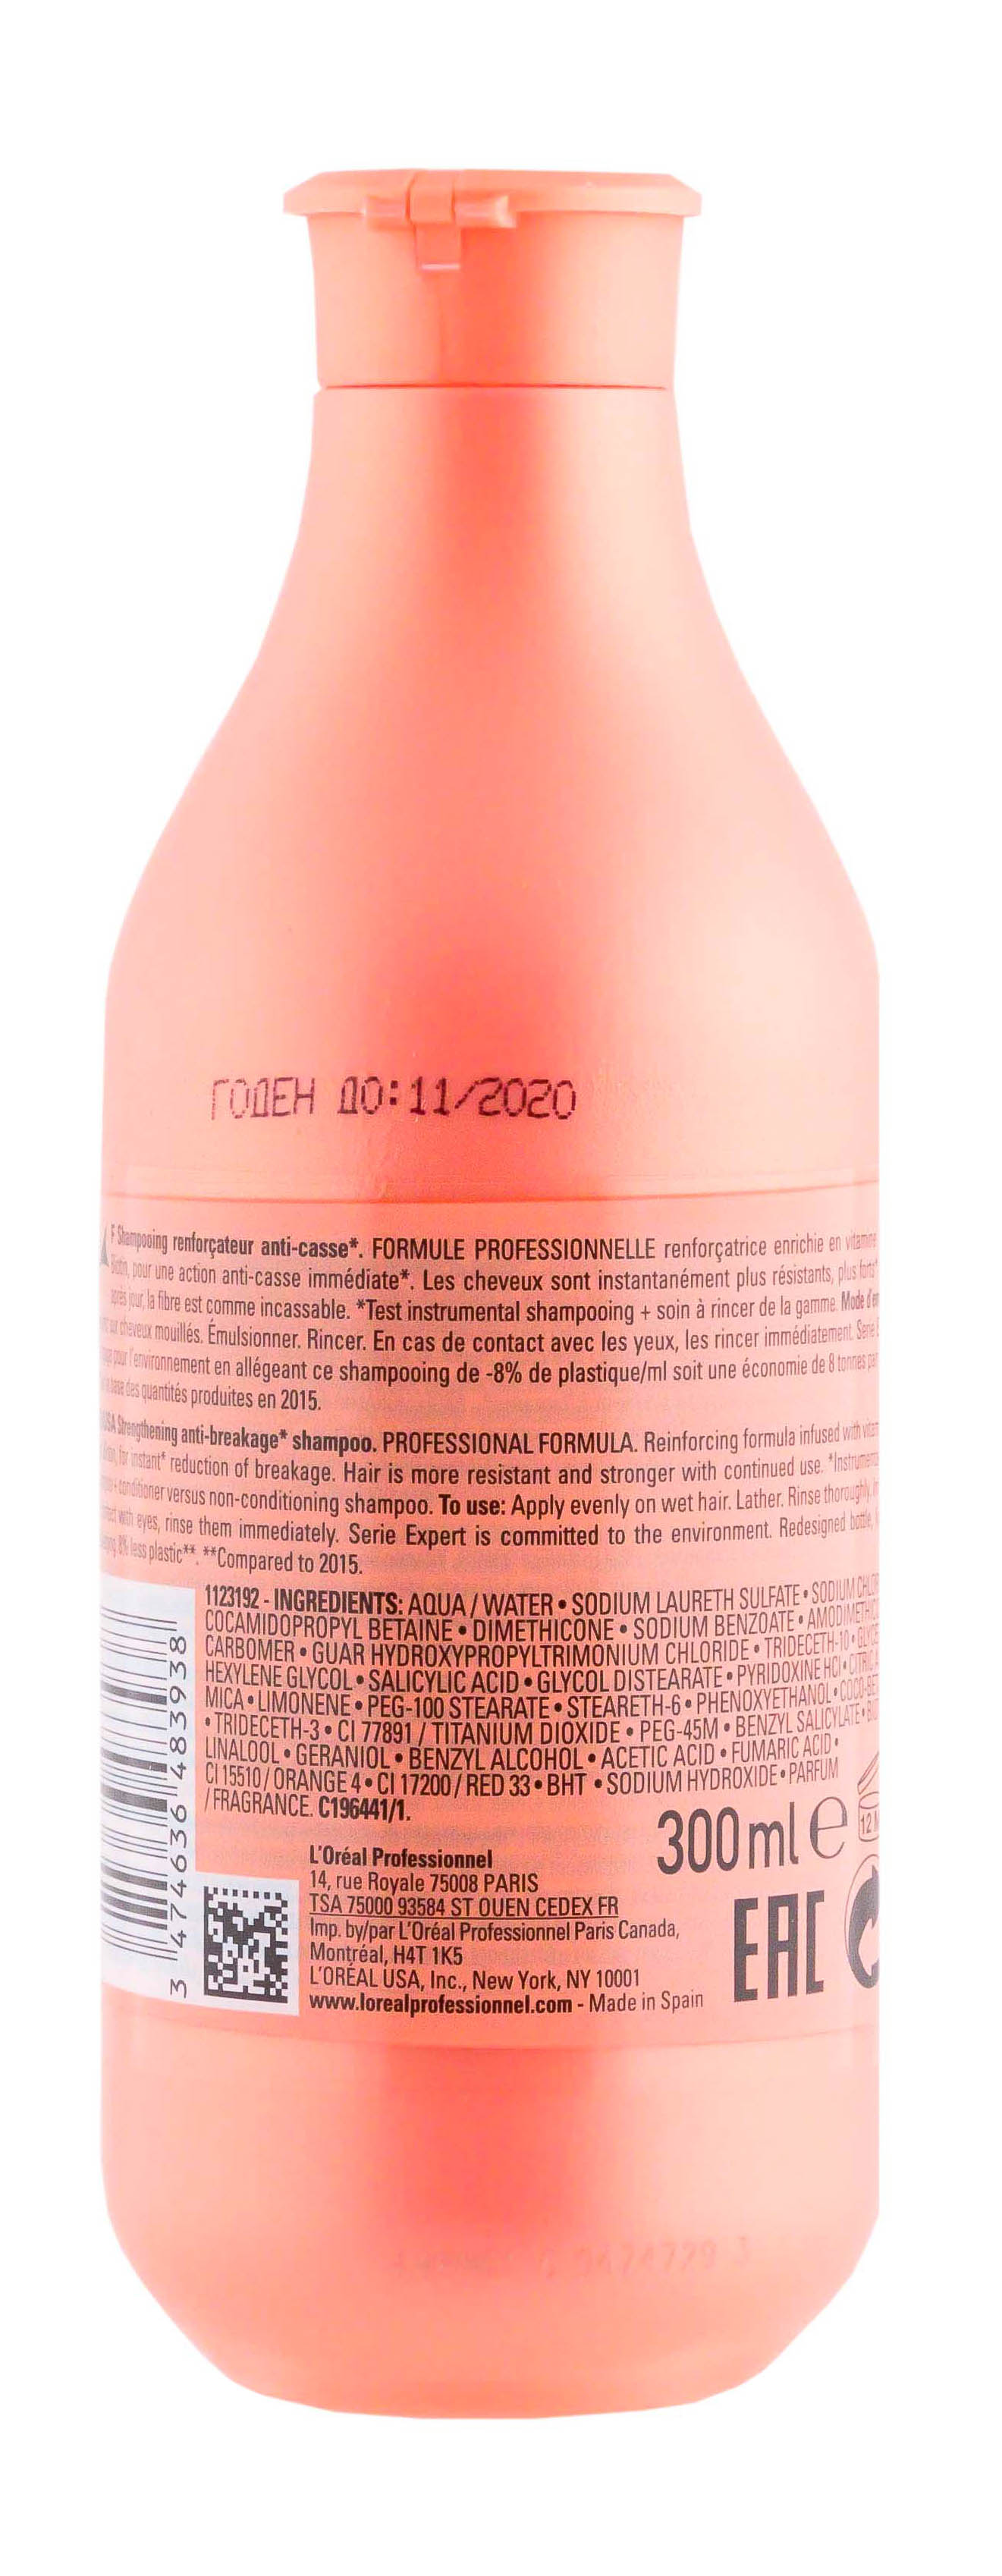 ГОДЕН ДО:11/2020
F Shampooing renforçateur anti-casse*. FORMULE PROFESSIONNELLE renforçatrice enrichie en vitamine
Biotin, pour une action anti-casse immédiate*. Les cheveux sont instantanément plus résistants, plus forts*
après jour, la fibre est comme incassable. *Test instrumental shampooing + soin à rincer de la gamme. Mode
sur cheveux mouillés. Émulsionner. Rincer. En cas de contact avec les yeux, les rincer immédiatement. Serie
pour l'environnement en allégeant ce shampooing de -8% de plastique/ml soit une économie de 8 tonnes
base des quantités produites en 2015.
USA Strengthening anti-breakage* shampoo. PROFESSIONAL FORMULA. Reinforcing formula infused with
for instant* reduction of breakage. Hair is more resistant and stronger with continued use.
+ conditioner versus non-conditioning shampoo. To use: Apply evenly on wet hair. Lather. Rinse thoroughly.
with eyes, rinse them immediately. Serie Expert is committed to the environment. Redesigned bottle,
8% less plastic**. **Compared to 2015.
1123192 - INGREDIENTS: AQUA / WATER • SODIUM LAURETH SULFATE • SODIUM
COCAMIDOPROPYL BETAINE • DIMETHICONE • SODIUM BENZOATE •
CARBOMER • GUAR HYDROXYPROPYLTRIMONIUM CHLORIDE • TRIDECETH-10 •
HEXYLENE GLYCOL • SALICYLIC ACID • GLYCOL DISTEARATE • PYRIDOXINE HCl •
MICA • LIMONENE • PEG-100 STEARATE • STEARETH-6 • PHENOXYETHANOL •
• TRIDECETH-3 • CI 77891 / TITANIUM DIOXIDE • PEG-45M • BENZYL SALICYLATE •
LINALOOL • GERANIOL • BENZYL ALCOHOL • ACETIC ACID • FUMARIC ACID •
CI 15510 / ORANGE 4 • CI 17200 / RED 33 • BHT • SODIUM HYDROXIDE • PARFUM
/ FRAGRANCE. C196441/1.
3 474636 483938
300 ml e
12 M
L'Oréal Professionnel
14, rue Royale 75008 PARIS
TSA 75000 93584 ST OUEN CEDEX FR
Imp. by/par L'Oréal Professionnel Paris Canada,
Montréal, H4T 1K5
L'ORÉAL USA, Inc., New York, NY 10001
www.lorealprofessionnel.com - Made in Spain
EAC